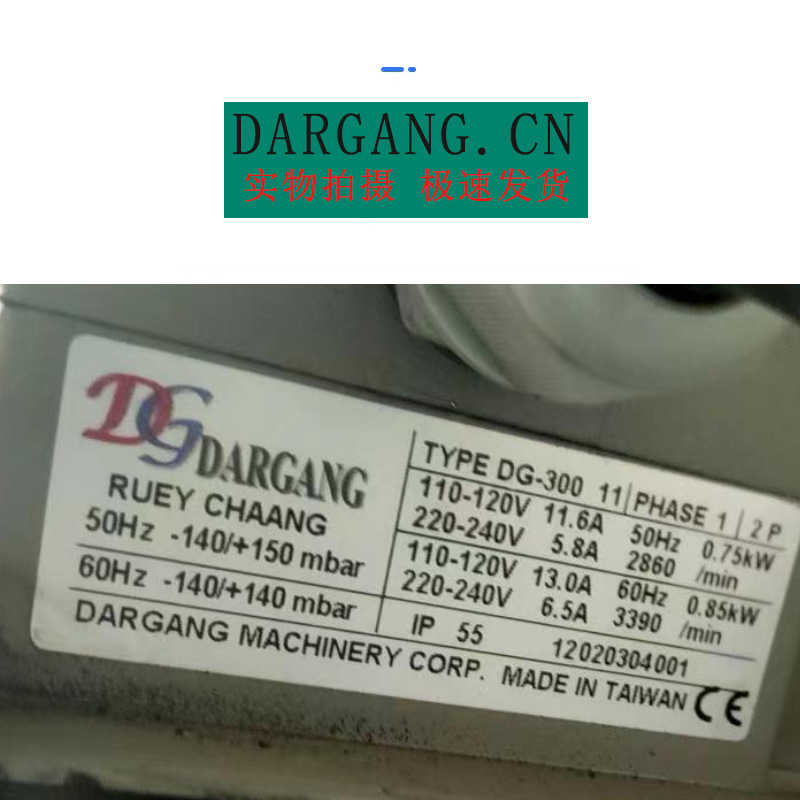 DARGANG.CN
实物拍摄 极速发货
DG DARGANG
RUEY CHAANG
50Hz -140/+150 mbar
60Hz -140/+140 mbar
TYPE DG-300 11 PHASE 1 2 P
110-120V 11.6A 50Hz 0.75kW
220-240V 5.8A 2860 /min
110-120V 13.0A 60Hz 0.85kW
220-240V 6.5A 3390 /min
IP 55 12020304001
DARGANG MACHINERY CORP. MADE IN TAIWAN CE